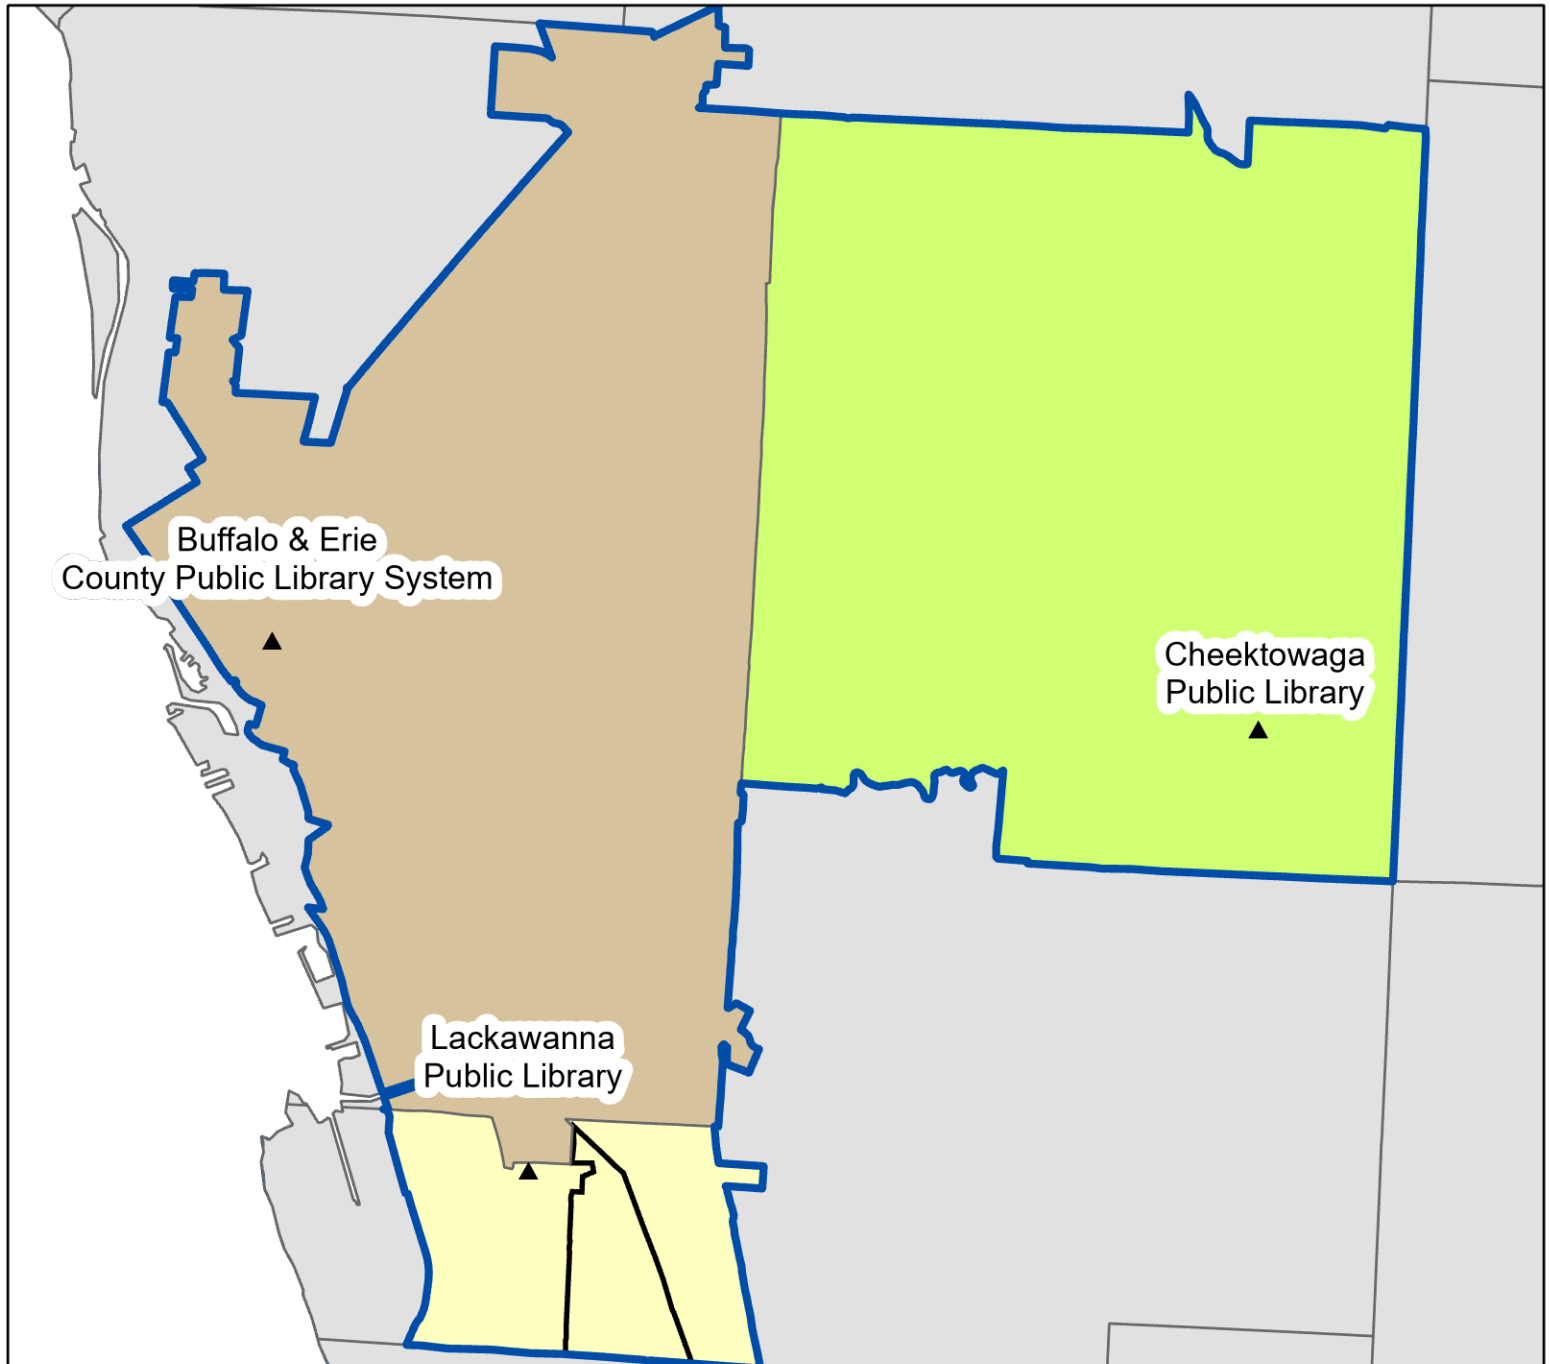 Buffalo & Erie
County Public Library System
Cheektowaga
Public Library
Lackawanna
Public Library